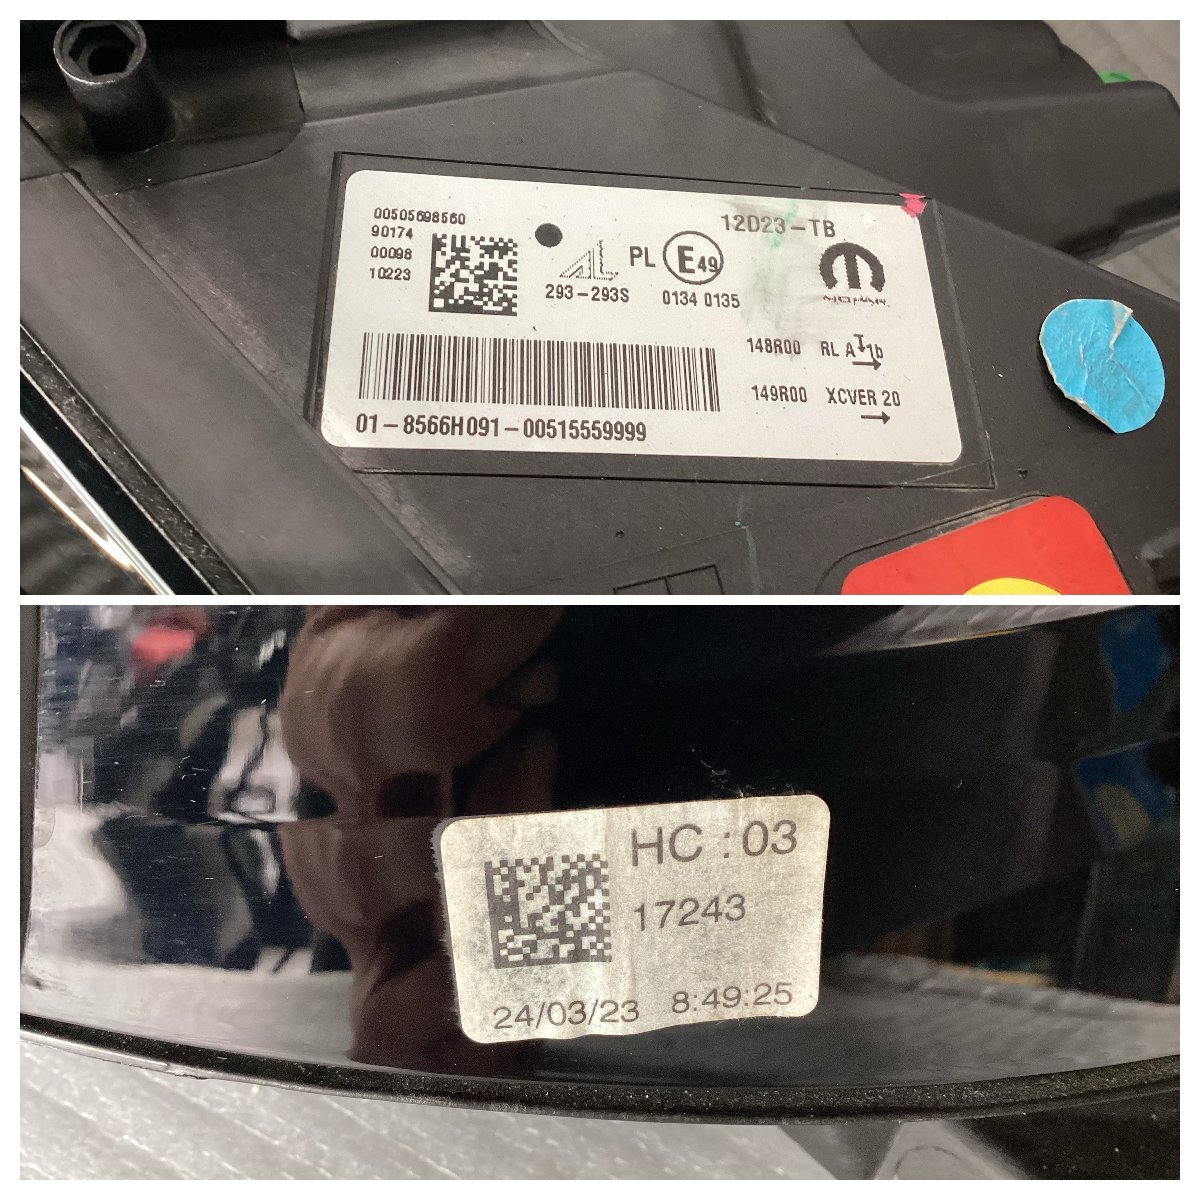 00505698560
90174
00098
10223
AL
293-293S
PL E49
0134 0135
12D23-TB
148R00 RL A 1b
149R00 XCVER 20
01-8566H091-00515559999
HC : 03
17243
24/03/23 8:49:25